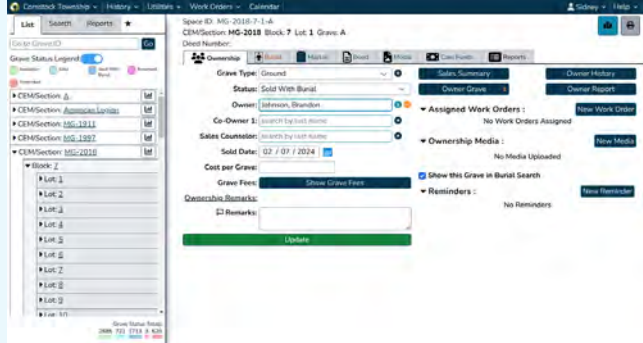 Comstock Township History Utilities Work Orders Calendar Sidney Help
List Search Reports
Go to Grave ID Go
Grave Status Legend:
CEM/Section: A
CEM/Section: American Legion
CEM/Section: MG-1911
CEM/Section: MG-1997
CEM/Section: MG-2018
Block: 7
Lot: 1
Lot: 2
Lot: 3
Lot: 4
Lot: 5
Lot: 6
Lot: 7
Lot: 8
Lot: 9
Lot: 10
Grave Status Totals:
Space ID: MG-2018-7-1-A
CEM/Section: MG-2018 Block: 7 Lot: 1 Grave: A
Deed Number:
Ownership Burial Marker Deed Media Care Funds Reports
Grave Type: Ground
Status: Sold With Burial
Owner: Johnson, Brandon
Co-Owner 1: search by last name
Sales Counselor: search by last name
Sold Date: 02 / 07 / 2024
Cost per Grave:
Grave Fees: Show Grave Fees
Ownership Remarks:
Remarks:
Update
Sales Summary Owner History
Owner Grave Owner Report
Assigned Work Orders : New Work Order
No Work Orders Assigned
Ownership Media : New Media
No Media Uploaded
Show this Grave in Burial Search
Reminders : New Reminder
No Reminders